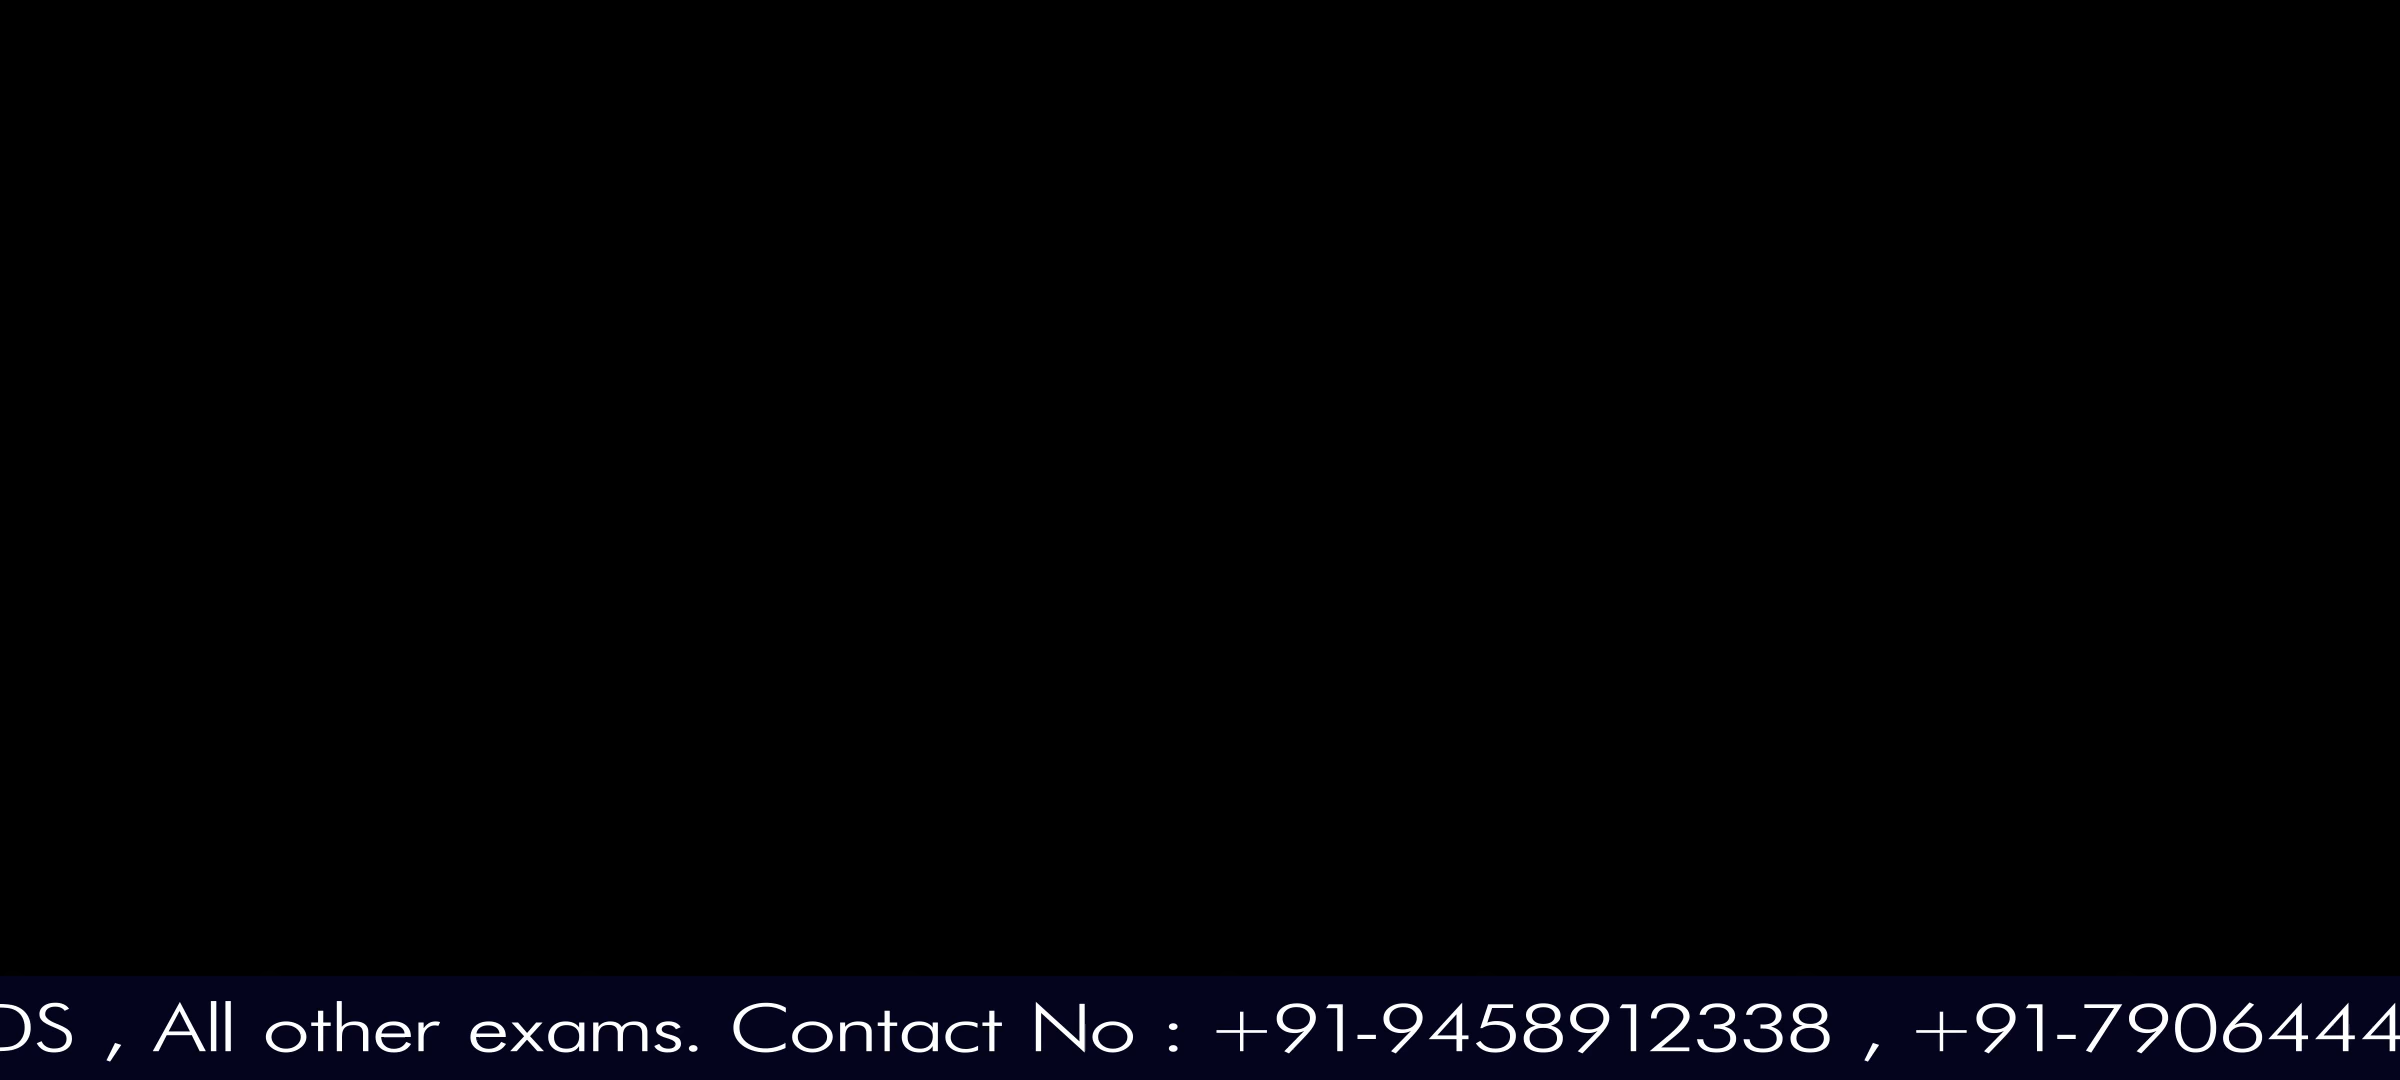 DS , All other exams. Contact No : +91-9458912338 , +91-7906444